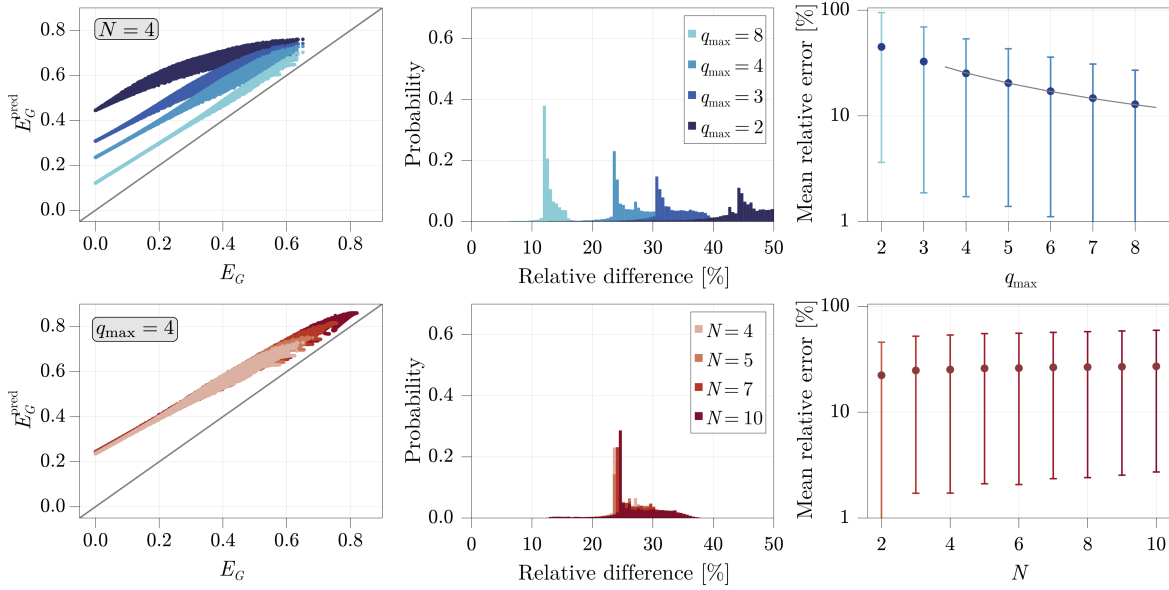 N = 4
0.8
0.6
0.4
0.2
0.0
E_G^pred
0.0 0.2 0.4 0.6 0.8
E_G
0.6
0.4
0.2
0.0
Probability
q_max = 8
q_max = 4
q_max = 3
q_max = 2
0 10 20 30 40 50
Relative difference [%]
100
10
1
Mean relative error [%]
2 3 4 5 6 7 8
q_max
q_max = 4
0.8
0.6
0.4
0.2
0.0
E_G^pred
0.0 0.2 0.4 0.6 0.8
E_G
0.6
0.4
0.2
0.0
Probability
N = 4
N = 5
N = 7
N = 10
0 10 20 30 40 50
Relative difference [%]
100
10
1
Mean relative error [%]
2 4 6 8 10
N